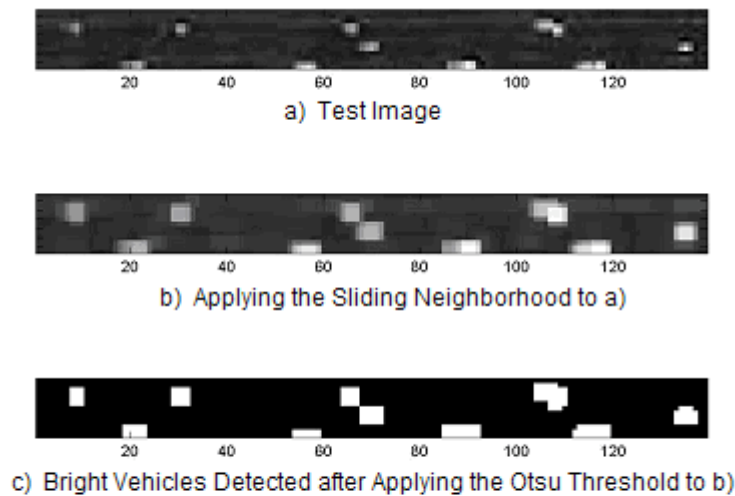 20 40 60 80 100 120
a) Test Image
20 40 60 80 100 120
b) Applying the Sliding Neighborhood to a)
20 40 60 80 100 120
c) Bright Vehicles Detected after Applying the Otsu Threshold to b)